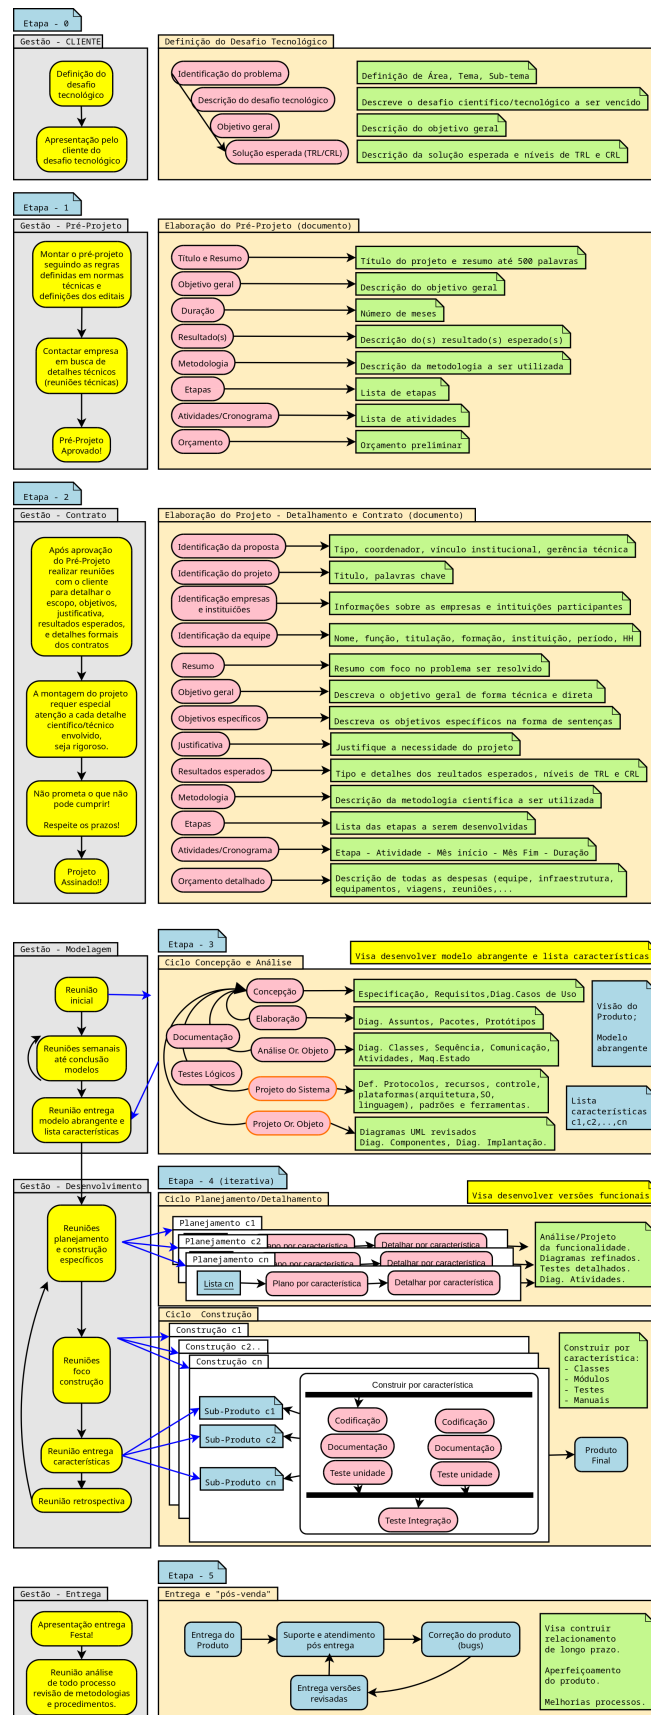 Etapa - 0
Gestão - CLIENTE
Definição do
desafio
tecnológico
Apresentação pelo
cliente do
desafio tecnológico
Definição do Desafio Tecnológico
Identificação do problema
Definição de Área, Tema, Sub-tema
Descrição do desafio tecnológico
Descreve o desafio científico/tecnológico a ser vencido
Objetivo geral
Descrição do objetivo geral
Solução esperada (TRL/CRL)
Descrição da solução esperada e níveis de TRL e CRL
Etapa - 1
Gestão - Pré-Projeto
Montar o pré-projeto
seguindo as regras
definidas em normas
técnicas e
definições dos editais
Contactar empresa
em busca de
detalhes técnicos
(reuniões técnicas)
Pré-Projeto
Aprovado!
Elaboração do Pré-Projeto (documento)
Título e Resumo
Título do projeto e resumo até 500 palavras
Objetivo geral
Descrição do objetivo geral
Duração
Número de meses
Resultado(s)
Descrição do(s) resultado(s) esperado(s)
Metodologia
Descrição da metodologia a ser utilizada
Etapas
Lista de etapas
Atividades/Cronograma
Lista de atividades
Orçamento
Orçamento preliminar
Etapa - 2
Gestão - Contrato
Após aprovação
do Pré-Projeto
realizar reuniões
com o cliente
para detalhar o
escopo, objetivos,
justificativa,
resultados esperados,
e detalhes formais
dos contratos
A montagem do projeto
requer especial
atenção a cada detalhe
científico/técnico
envolvido,
seja rigoroso.
Não prometa o que não
pode cumprir!
Respeite os prazos!
Projeto
Assinado!!
Elaboração do Projeto - Detalhamento e Contrato (documento)
Identificação da proposta
Tipo, coordenador, vínculo institucional, gerência técnica
Identificação do projeto
Titulo, palavras chave
Identificação empresas
e instituições
Informações sobre as empresas e intituições participantes
Identificação da equipe
Nome, função, titulação, formação, instituição, período, HH
Resumo
Resumo com foco no problema ser resolvido
Objetivo geral
Descreva o objetivo geral de forma técnica e direta
Objetivos específicos
Descreva os objetivos específicos na forma de sentenças
Justificativa
Justifique a necessidade do projeto
Resultados esperados
Tipo e detalhes dos reultados esperados, níveis de TRL e CRL
Metodologia
Descrição da metodologia científica a ser utilizada
Etapas
Lista das etapas a serem desenvolvidas
Atividades/Cronograma
Etapa - Atividade - Mês início - Mês Fim - Duração
Orçamento detalhado
Descrição de todas as despesas (equipe, infraestrutura,
equipamentos, viagens, reuniões,...
Gestão - Modelagem
Reunião
inicial
Reuniões semanais
até conclusão
modelos
Reunião entrega
modelo abrangente e
lista características
Etapa - 3
Visa desenvolver modelo abrangente e lista características
Ciclo Concepção e Análise
Concepção
Especificação, Requisitos,Diag.Casos de Uso
Elaboração
Diag. Assuntos, Pacotes, Protótipos
Documentação
Análise Or. Objeto
Diag. Classes, Sequência, Comunicação,
Atividades, Maq.Estado
Testes Lógicos
Projeto do Sistema
Def. Protocolos, recursos, controle,
plataformas(arquitetura,SO,
linguagem), padrões e ferramentas.
Projeto Or. Objeto
Diagramas UML revisados
Diag. Componentes, Diag. Implantação.
Visão do
Produto;
Modelo
abrangente
Lista
características
c1,c2,..,cn
Gestão - Desenvolvimento
Reuniões
planejamento
e construção
específicos
Reuniões
foco
construção
Reunião entrega
características
Reunião retrospectiva
Etapa - 4 (iterativa)
Visa desenvolver versões funcionais
Ciclo Planejamento/Detalhamento
Planejamento c1
ano por característica
Detalhar por característica
Planejamento c2
ano por característica
Detalhar por característica
Planejamento cn
Lista cn
Plano por característica
Detalhar por característica
Análise/Projeto
da funcionalidade.
Diagramas refinados.
Testes detalhados.
Diag. Atividades.
Ciclo  Construção
Construção c1
Construção c2..
Construção cn
Sub-Produto c1
Sub-Produto c2
Sub-Produto cn
Construir por característica
Codificação
Codificação
Documentação
Documentação
Teste unidade
Teste unidade
Teste Integração
Construir por
característica:
- Classes
- Módulos
- Testes
- Manuais
Produto
Final
Etapa - 5
Gestão - Entrega
Apresentação entrega
Festa!
Reunião análise
de todo processo
revisão de metodologias
e procedimentos.
Entrega e "pós-venda"
Entrega do
Produto
Suporte e atendimento
pós entrega
Correção do produto
(bugs)
Entrega versões
revisadas
Visa contruir
relacionamento
de longo prazo.
Aperfeiçoamento
do produto.
Melhorias processos.